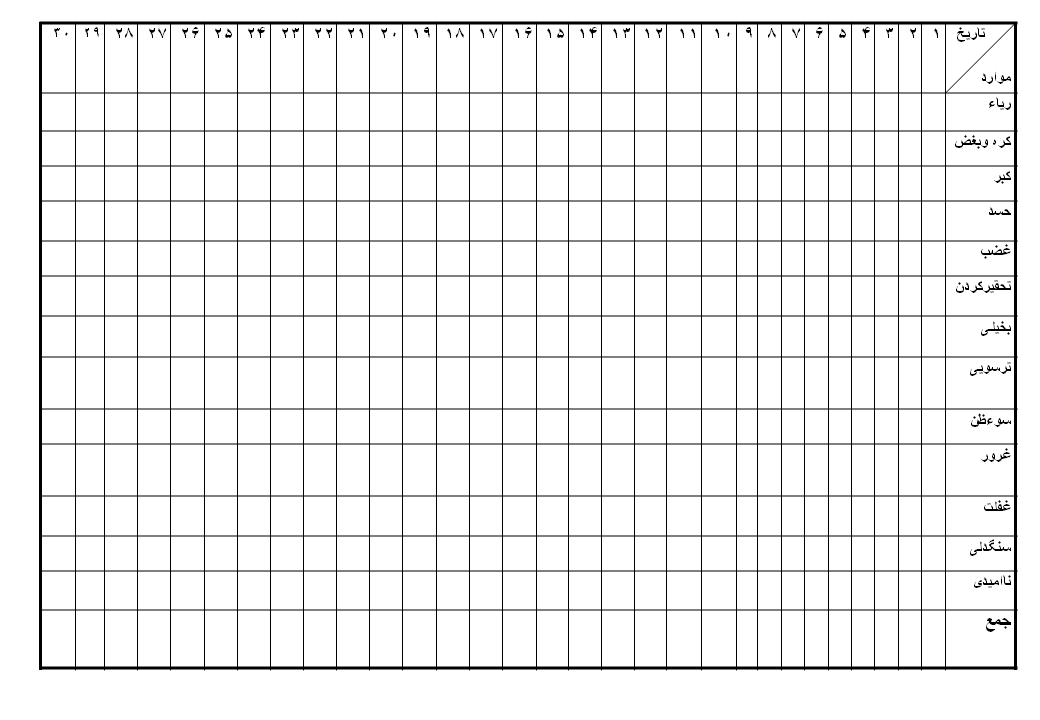 تاریخ ۱ ۲ ۳ ۴ ۵ ۶ ۷ ۸ ۹ ۱۰ ۱۱ ۱۲ ۱۳ ۱۴ ۱۵ ۱۶ ۱۷ ۱۸ ۱۹ ۲۰ ۲۱ ۲۲ ۲۳ ۲۴ ۲۵ ۲۶ ۲۷ ۲۸ ۲۹ ۳۰
موارد
ریاء
کره وبغض
کبر
حسد
غضب
تحقیرکردن
بخیلی
ترسویی
سوءظن
غرور
غفلت
سنگدلی
ناامیدی
جمع